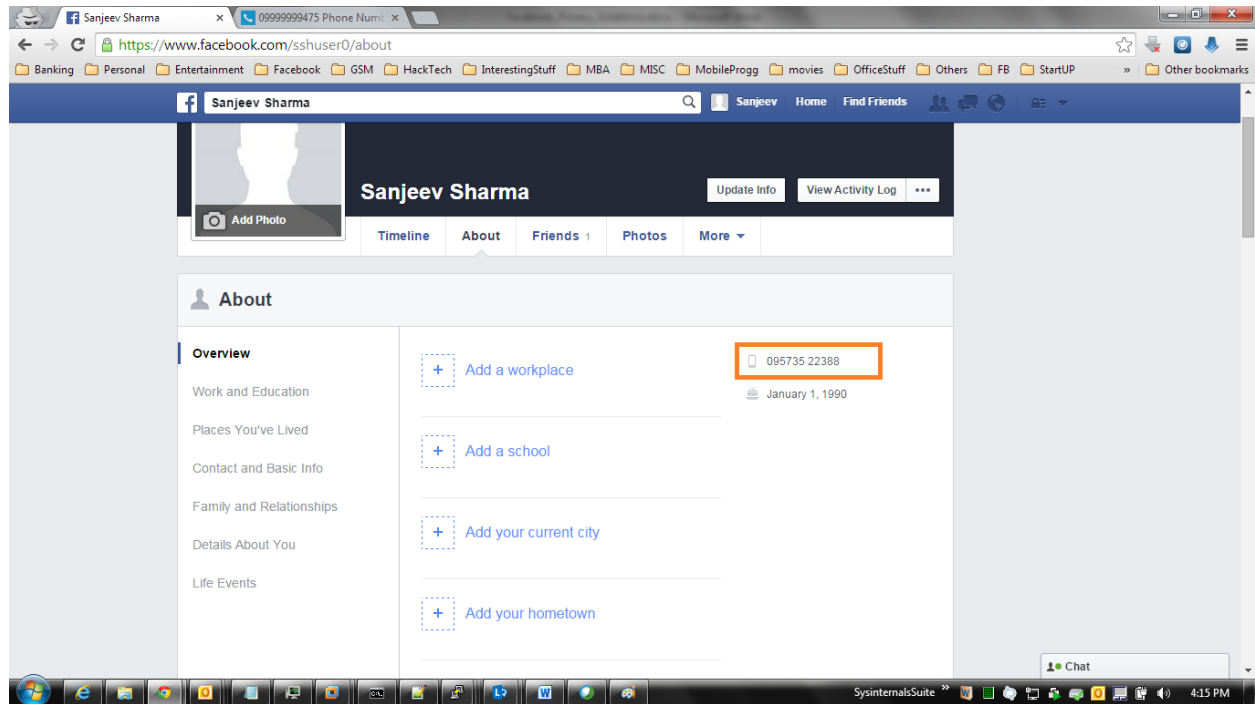 Sanjeev Sharma
09999999475 Phone Numb
https://www.facebook.com/sshuser0/about
Banking Personal Entertainment Facebook GSM HackTech InterestingStuff MBA MISC MobileProgg movies OfficeStuff Others FB StartUP » Other bookmarks
Sanjeev Sharma Sanjeev Home Find Friends
Sanjeev Sharma
Update Info View Activity Log
Add Photo
Timeline About Friends 1 Photos More
About
Overview
Work and Education
Places You've Lived
Contact and Basic Info
Family and Relationships
Details About You
Life Events
Add a workplace
Add a school
Add your current city
Add your hometown
095735 22388
January 1, 1990
Chat
SysinternalsSuite » 4:15 PM